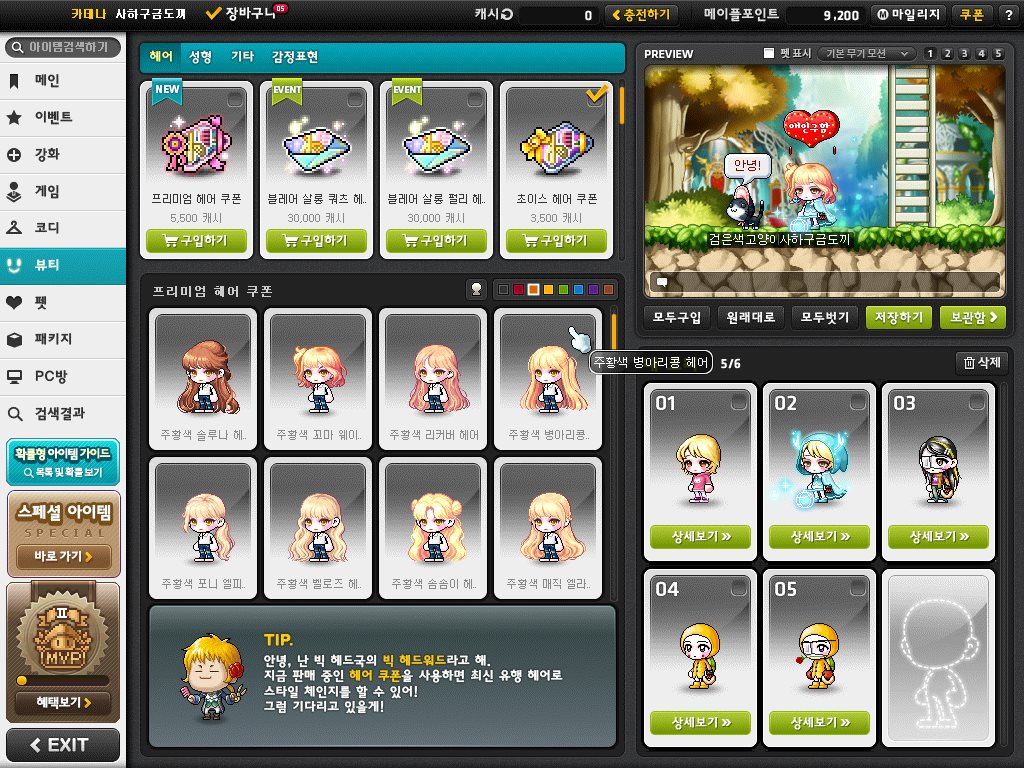 카데나 사하구금도끼
장바구니 05
캐시 0
충전하기
메이플포인트 9,200
마일리지
쿠폰
?
아이템검색하기
메인
이벤트
강화
게임
코디
뷰티
펫
패키지
PC방
검색결과
확률형 아이템 가이드
목록 및 확률 보기
스페셜 아이템
SPECIAL
바로 가기
II
MVP
혜택보기
EXIT
헤어 성형 기타 감정표현
NEW
프리미엄 헤어 쿠폰
5,500 캐시
구입하기
EVENT
블레어 살롱 쿼츠 헤..
30,000 캐시
구입하기
EVENT
블레어 살롱 펄리 헤..
30,000 캐시
구입하기
초이스 헤어 쿠폰
3,500 캐시
구입하기
프리미엄 헤어 쿠폰
주황색 솔루나 헤..
주황색 꼬마 웨이..
주황색 리커버 헤어
주황색 병아리콩..
주황색 병아리콩 헤어
주황색 포니 엘피..
주황색 벨로즈 헤..
주황색 솜솜이 헤..
주황색 매직 엘라..
TIP.
안녕, 난 빅 헤드국의 빅 헤드워드라고 해.
지금 판매 중인 헤어 쿠폰을 사용하면 최신 유행 헤어로
스타일 체인지를 할 수 있어!
그럼 기다리고 있을게!
PREVIEW
펫 표시
기본 무기 모션
1 2 3 4 5
애인구함
안녕!
검은색고양이사하구금도끼
모두구입
원래대로
모두벗기
저장하기
보관함
5/6
삭제
01
상세보기
02
상세보기
03
상세보기
04
상세보기
05
상세보기